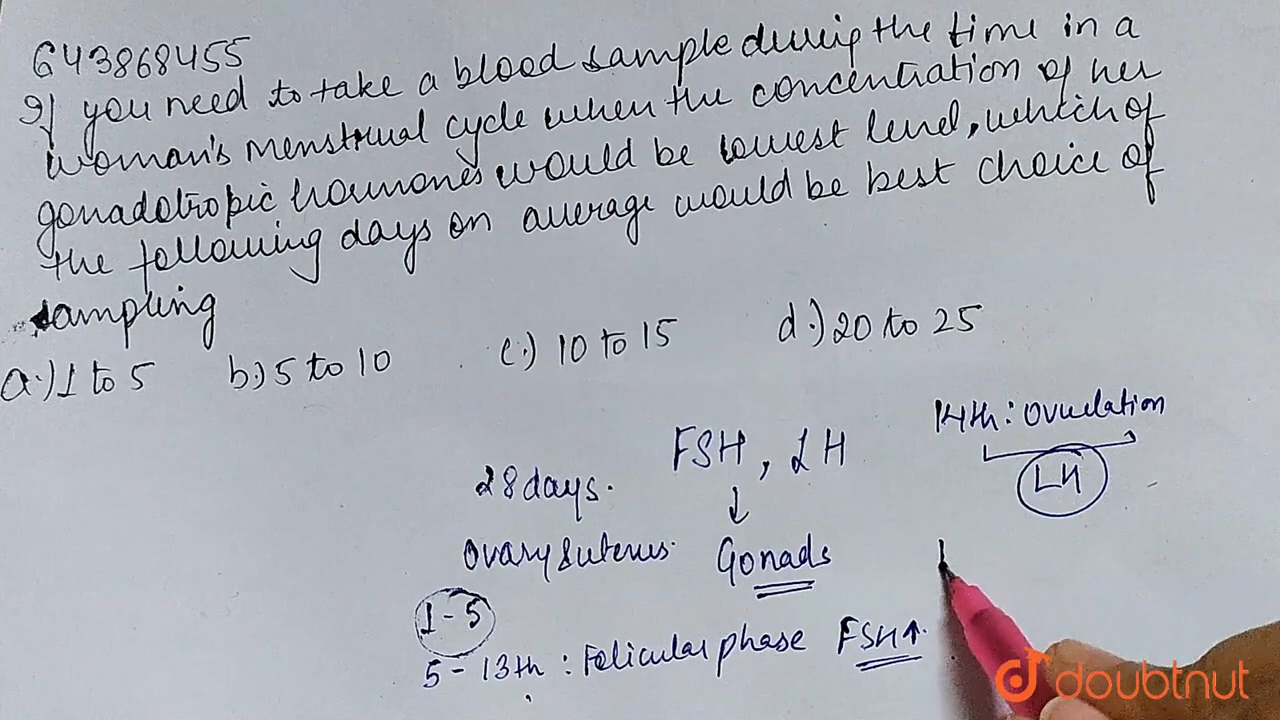 643868455
If you need to take a blood sample during the time in a
woman's menstrual cycle when the concentration of her
gonadotropic hormones would be lowest level, which of
the following days on average would be best choice of
sampling
a.) 1 to 5 b.) 5 to 10 c.) 10 to 15 d.) 20 to 25
14th : ovulation
FSH, LH
LH
28 days.
ovary & uterus. Gonads
1-5
5-13th : Folicular phase FSH↑.
doubtnut